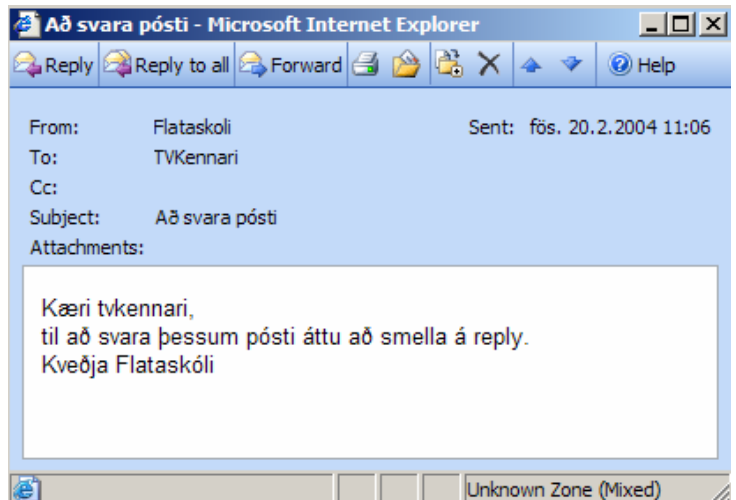 Að svara pósti - Microsoft Internet Explorer
Reply Reply to all Forward Help
From: Flataskoli Sent: fös. 20.2.2004 11:06
To: TVKennari
Cc:
Subject: Að svara pósti
Attachments:
Kæri tvkennari,
til að svara þessum pósti áttu að smella á reply.
Kveðja Flataskóli
Unknown Zone (Mixed)